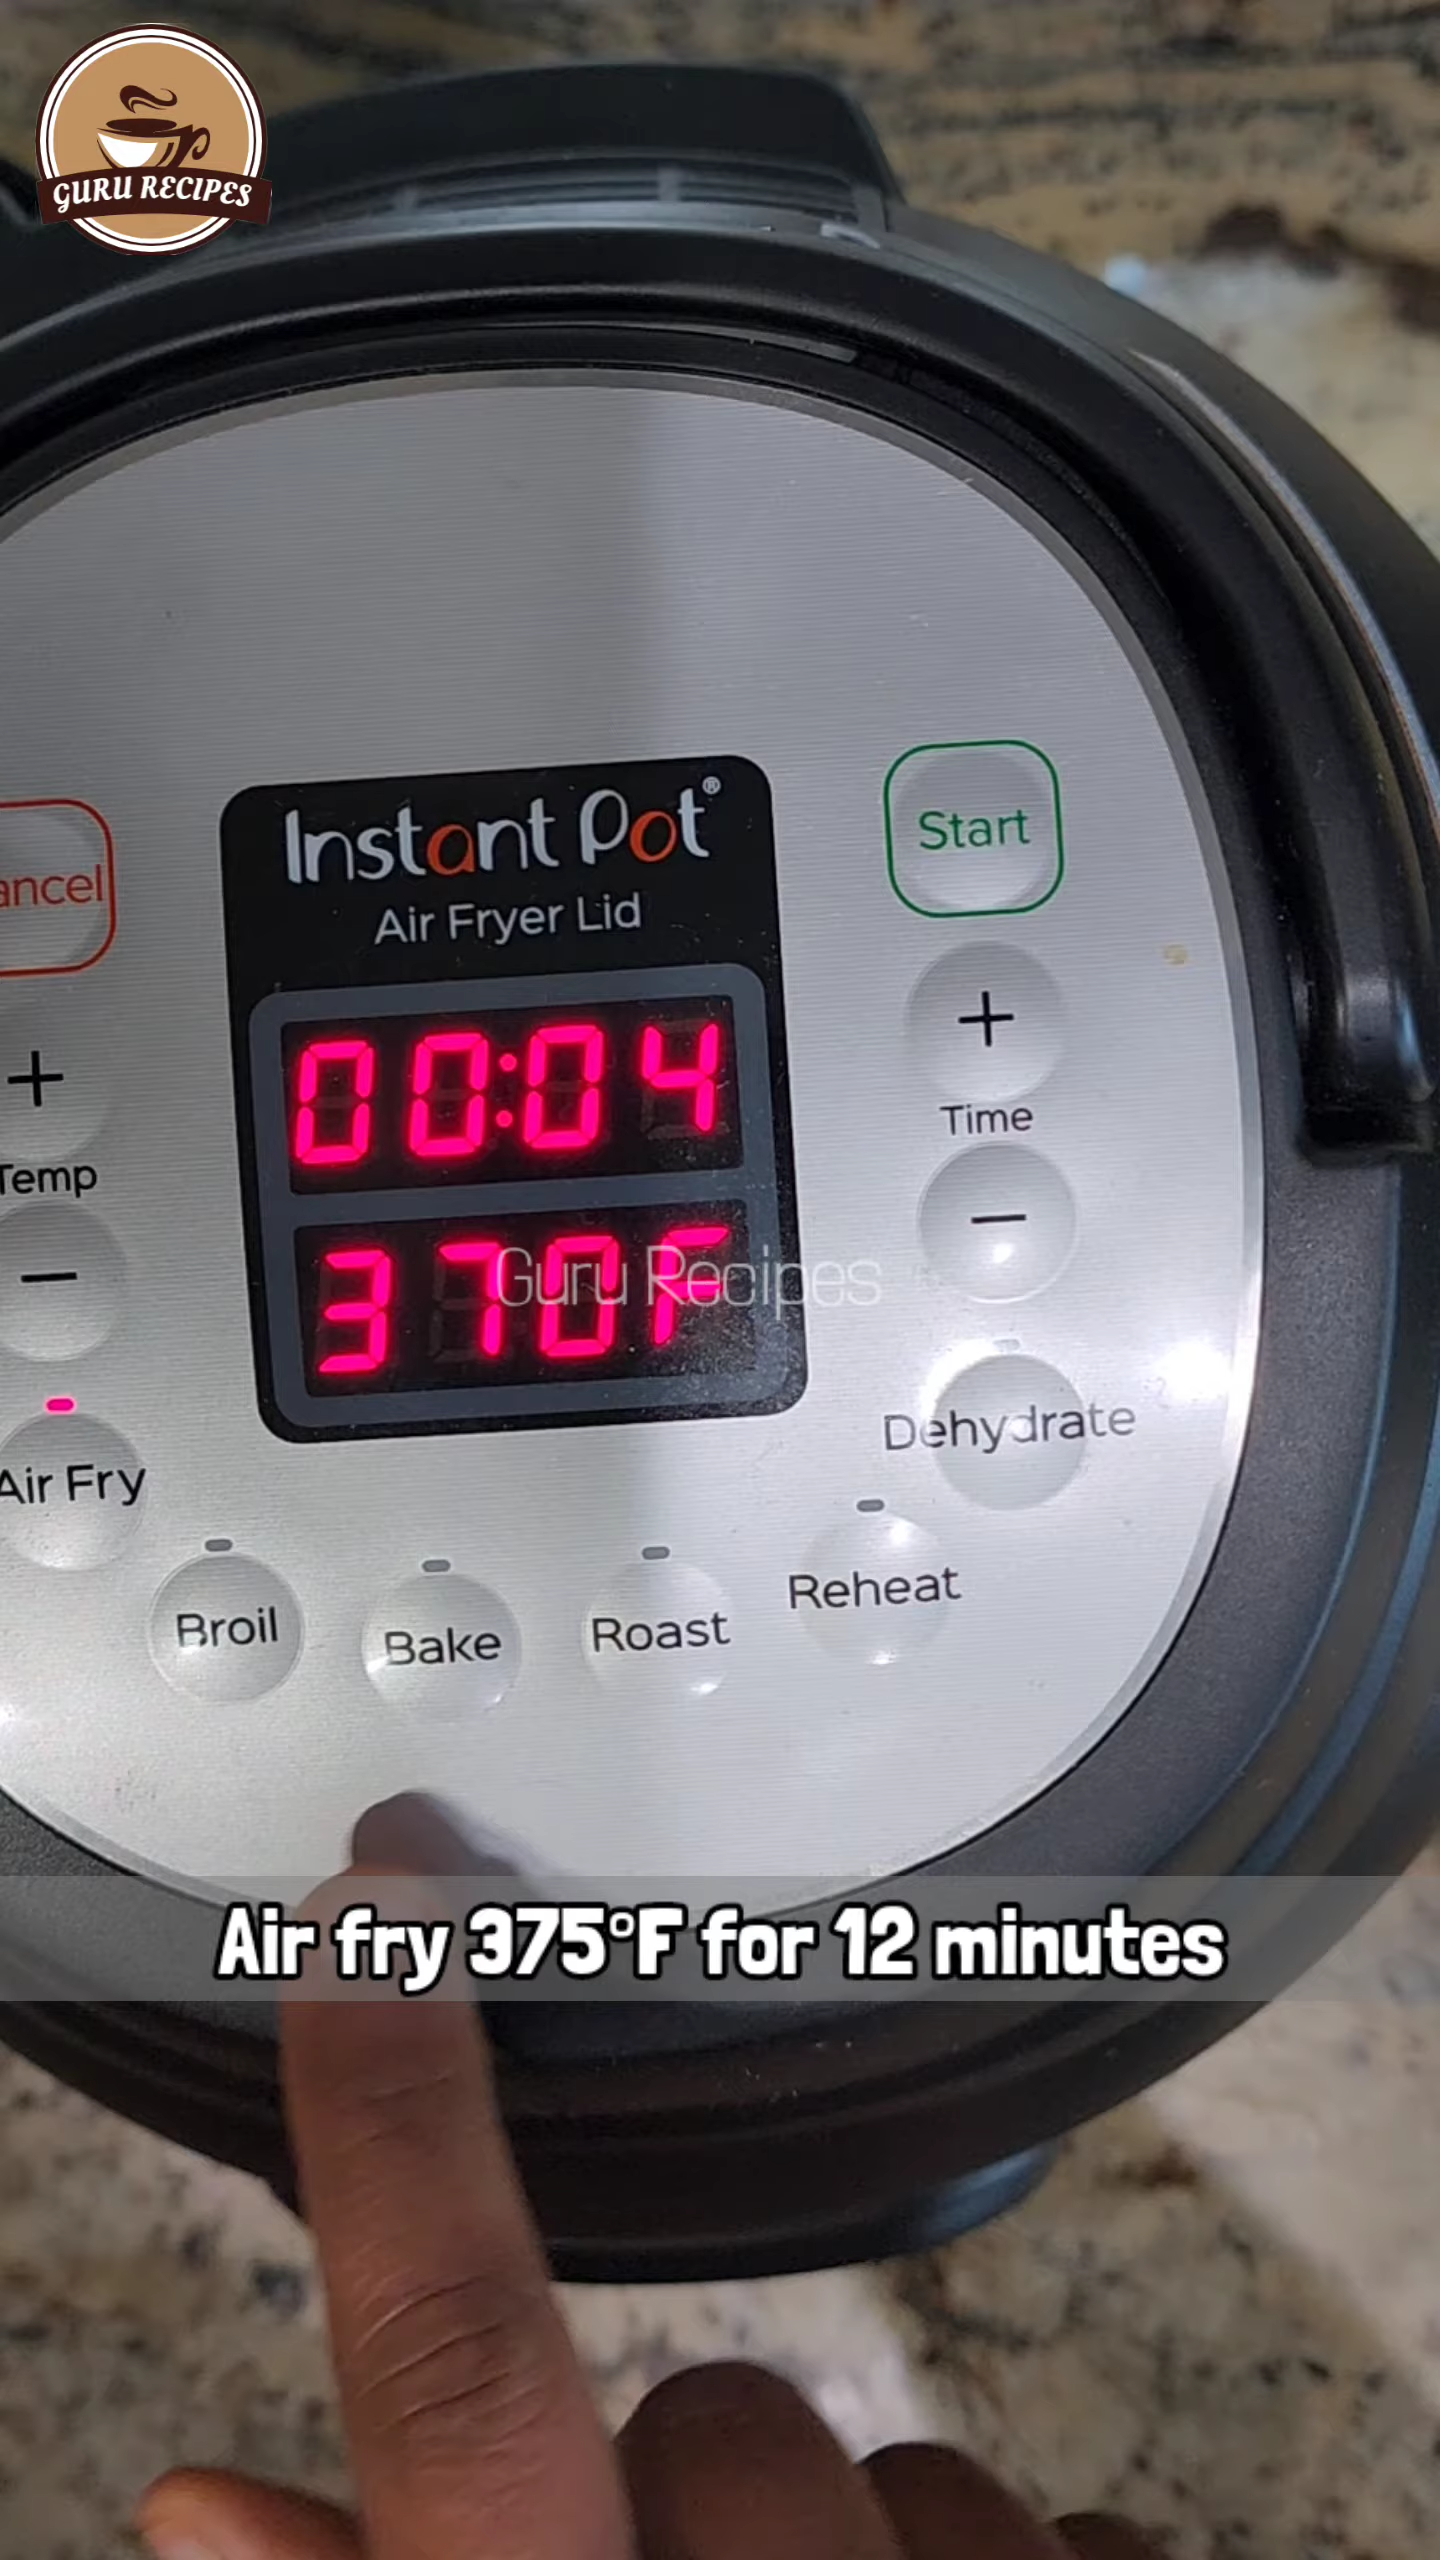 GURU RECIPES
Instant Pot®
Air Fryer Lid
ancel
Start
00:04
+
+
Temp
Time
370F
Guru Recipes
−
−
Air Fry
Dehydrate
Broil
Bake
Roast
Reheat
Air fry 375°F for 12 minutes